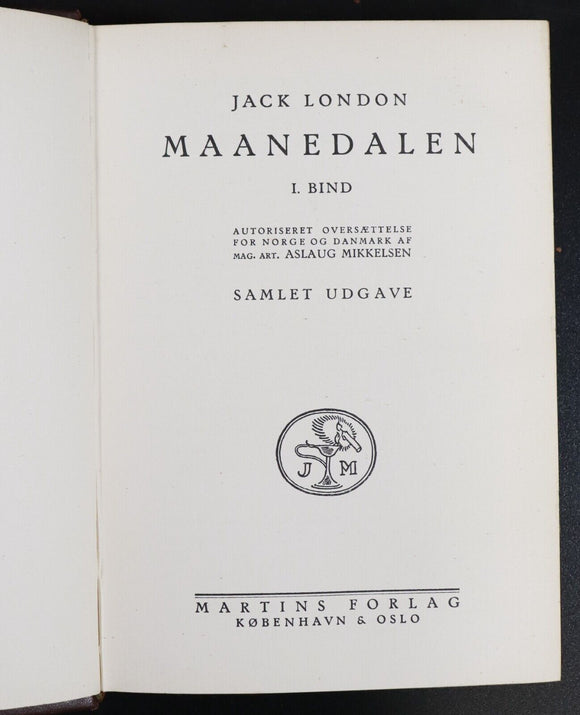 JACK LONDON
MAANEDALEN
I. BIND
AUTORISERET OVERSÆTTELSE
FOR NORGE OG DANMARK AF
MAG. ART. ASLAUG MIKKELSEN
SAMLET UDGAVE
J M
MARTINS FORLAG
KØBENHAVN & OSLO